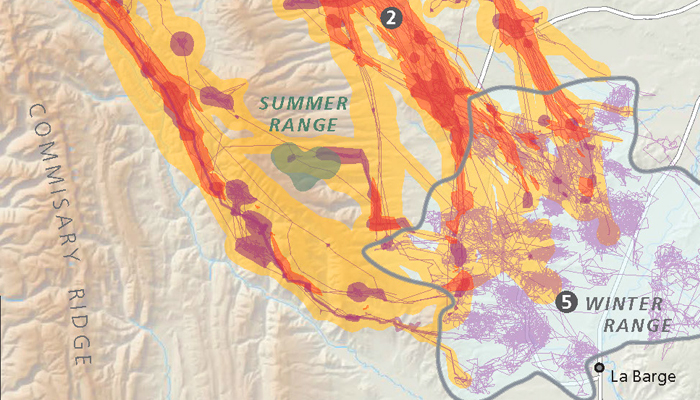 2
SUMMER
RANGE
COMMISARY RIDGE
5 WINTER
RANGE
La Barge